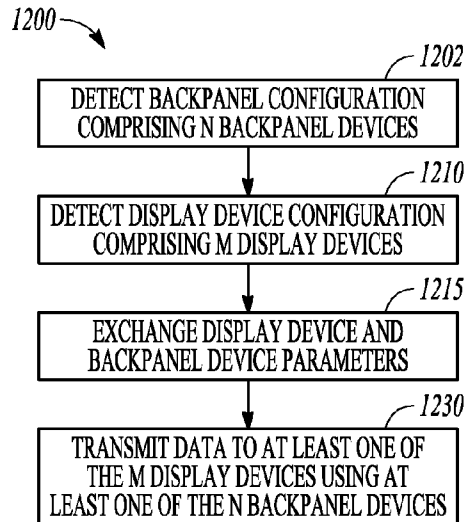 1200
1202
DETECT BACKPANEL CONFIGURATION
COMPRISING N BACKPANEL DEVICES
1210
DETECT DISPLAY DEVICE CONFIGURATION
COMPRISING M DISPLAY DEVICES
1215
EXCHANGE DISPLAY DEVICE AND
BACKPANEL DEVICE PARAMETERS
1230
TRANSMIT DATA TO AT LEAST ONE OF
THE M DISPLAY DEVICES USING AT
LEAST ONE OF THE N BACKPANEL DEVICES